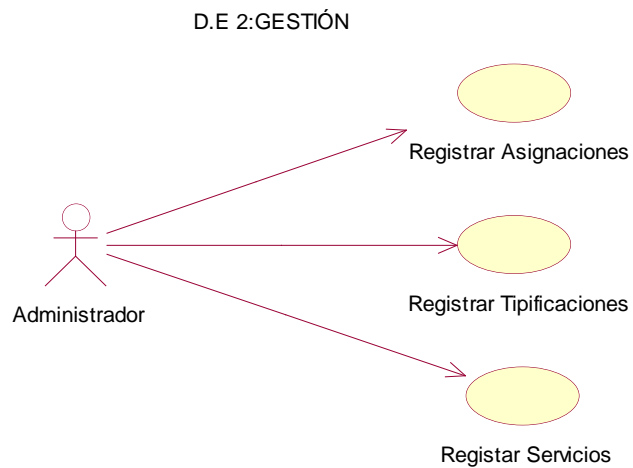 D.E 2:GESTIÓN
Registrar Asignaciones
Registrar Tipificaciones
Administrador
Registar Servicios